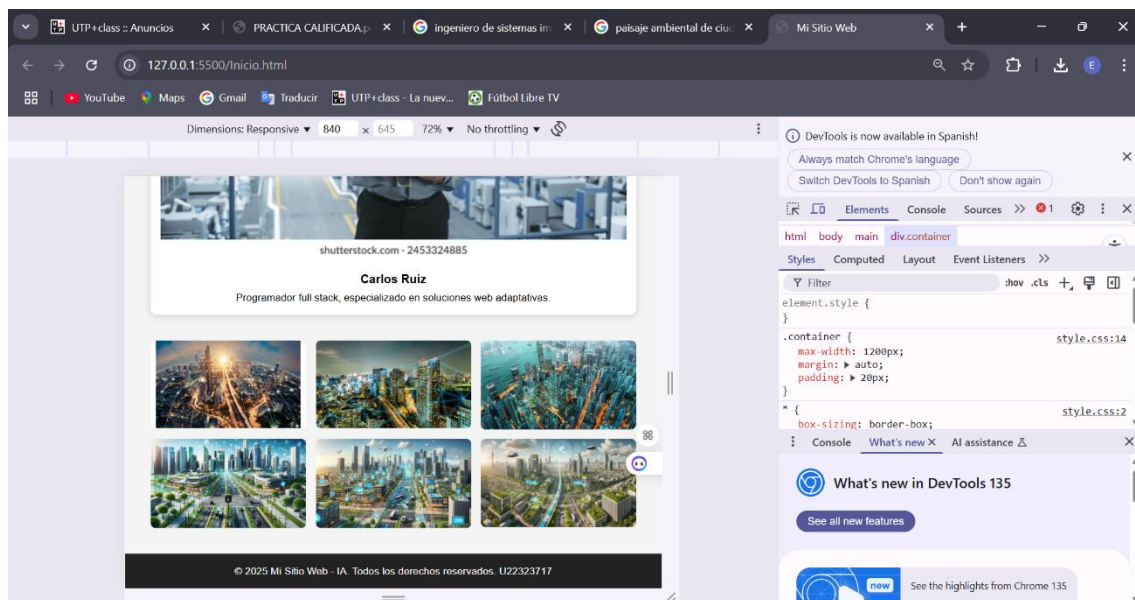 UTP+class :: Anuncios
PRACTICA CALIFICADA.p
ingeniero de sistemas im
paisaje ambiental de ciu
Mi Sitio Web
127.0.0.1:5500/Inicio.html
E
YouTube
Maps
Gmail
Traducir
UTP+class - La nuev...
Fútbol Libre TV
Dimensions: Responsive 840 x 645 72% No throttling
shutterstock.com · 2453324885
Carlos Ruiz
Programador full stack, especializado en soluciones web adaptativas.
© 2025 Mi Sitio Web - IA. Todos los derechos reservados. U22323717
DevTools is now available in Spanish!
Always match Chrome's language
Switch DevTools to Spanish Don't show again
Elements Console Sources 1
html body main div.container
Styles Computed Layout Event Listeners
Filter :hov .cls
element.style {
}
.container { style.css:14
max-width: 1200px;
margin: auto;
padding: 20px;
}
* { style.css:2
box-sizing: border-box;
Console What's new AI assistance
What's new in DevTools 135
See all new features
new See the highlights from Chrome 135